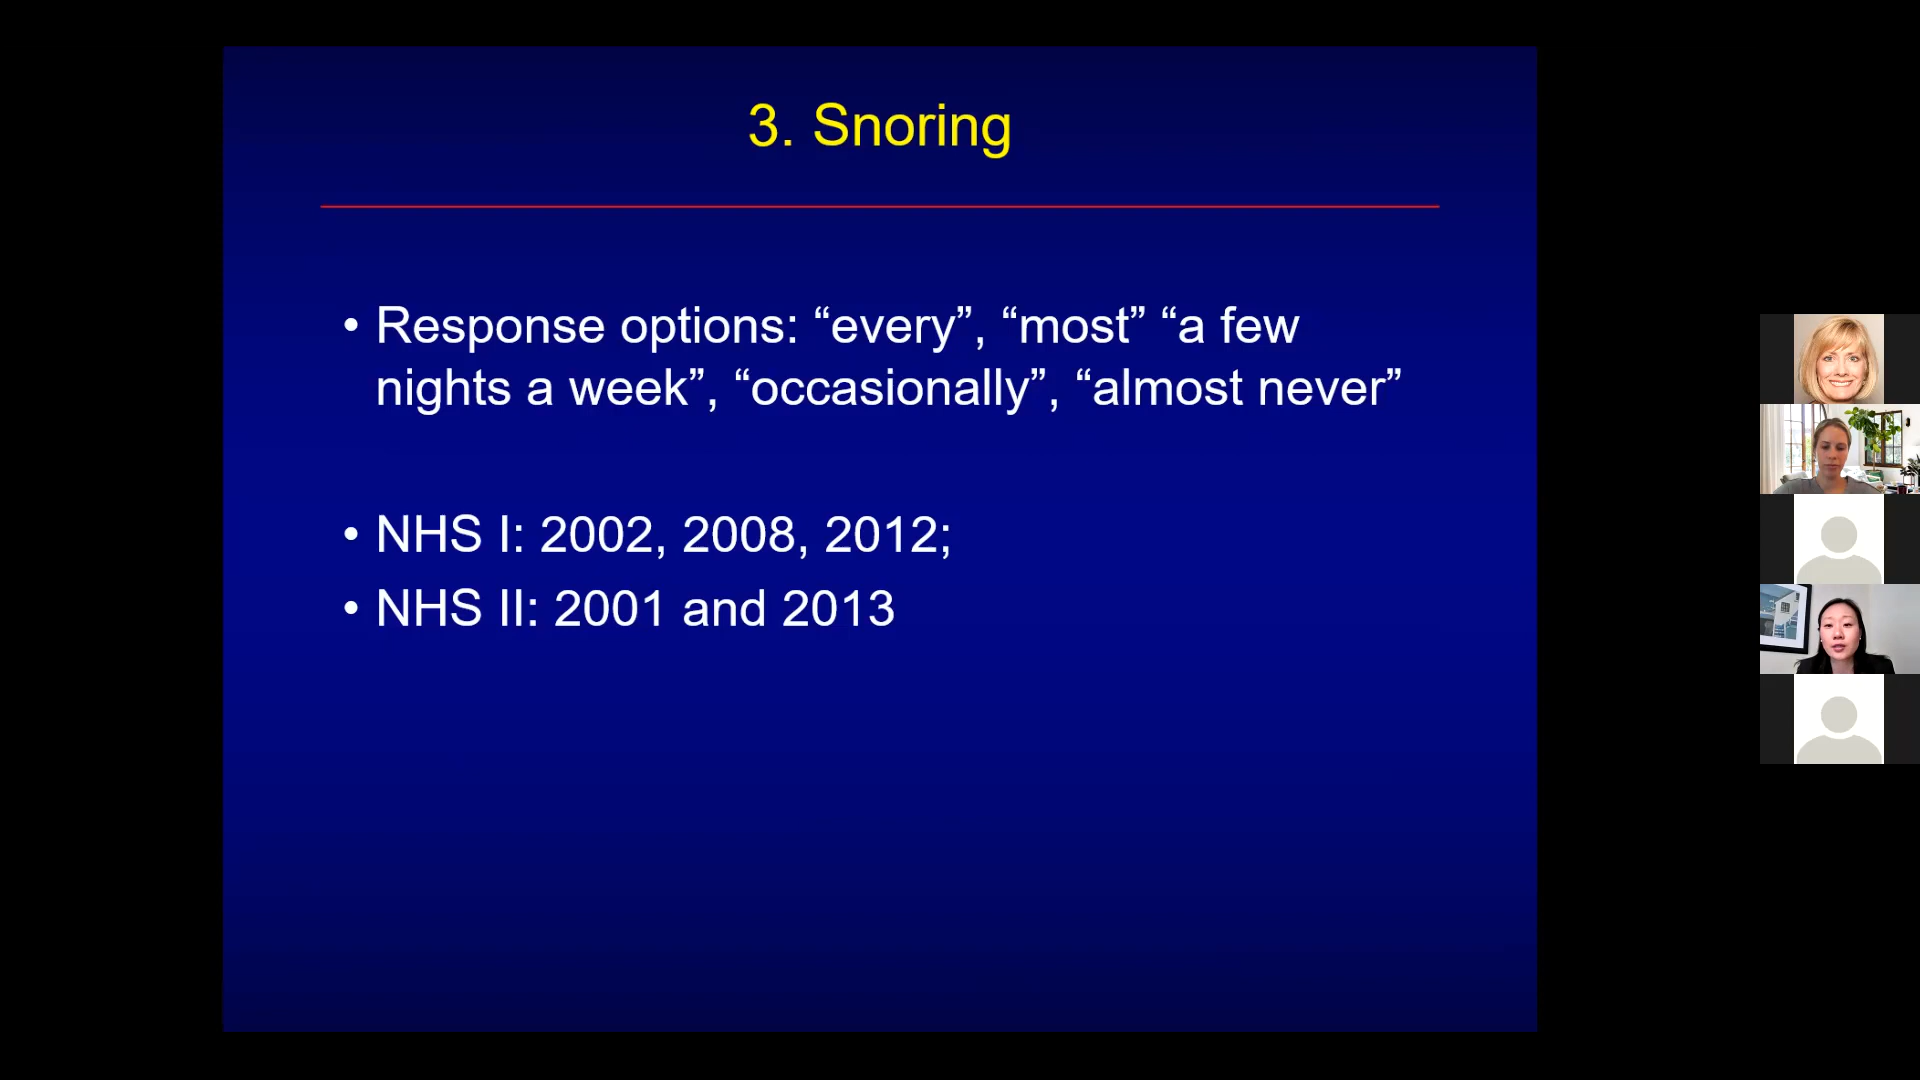 3. Snoring
• Response options: “every”, “most” “a few
nights a week”, “occasionally”, “almost never”
• NHS I: 2002, 2008, 2012;
• NHS II: 2001 and 2013